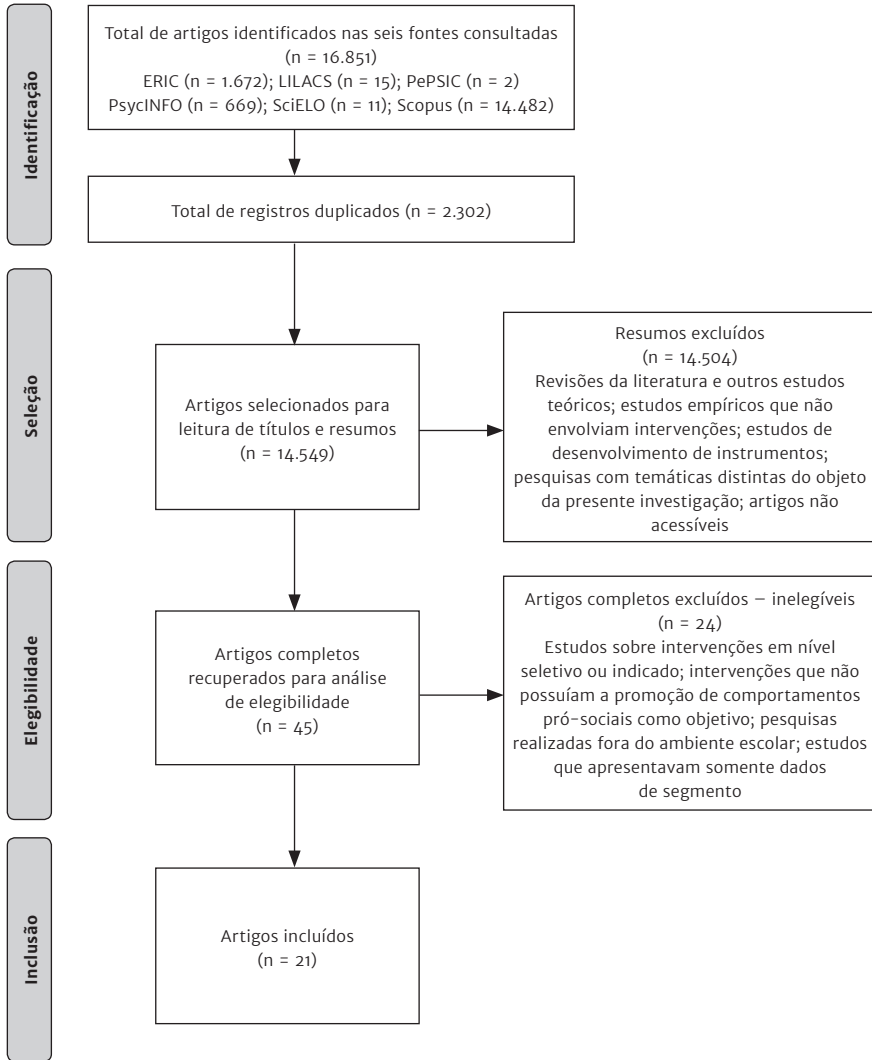 Identificação
Total de artigos identificados nas seis fontes consultadas
(n = 16.851)
ERIC (n = 1.672); LILACS (n = 15); PePSIC (n = 2)
PsycINFO (n = 669); SciELO (n = 11); Scopus (n = 14.482)
Total de registros duplicados (n = 2.302)
Seleção
Artigos selecionados para
leitura de títulos e resumos
(n = 14.549)
Resumos excluídos
(n = 14.504)
Revisões da literatura e outros estudos
teóricos; estudos empíricos que não
envolviam intervenções; estudos de
desenvolvimento de instrumentos;
pesquisas com temáticas distintas do objeto
da presente investigação; artigos não
acessíveis
Elegibilidade
Artigos completos
recuperados para análise
de elegibilidade
(n = 45)
Artigos completos excluídos – inelegíveis
(n = 24)
Estudos sobre intervenções em nível
seletivo ou indicado; intervenções que não
possuíam a promoção de comportamentos
pró-sociais como objetivo; pesquisas
realizadas fora do ambiente escolar; estudos
que apresentavam somente dados
de segmento
Inclusão
Artigos incluídos
(n = 21)